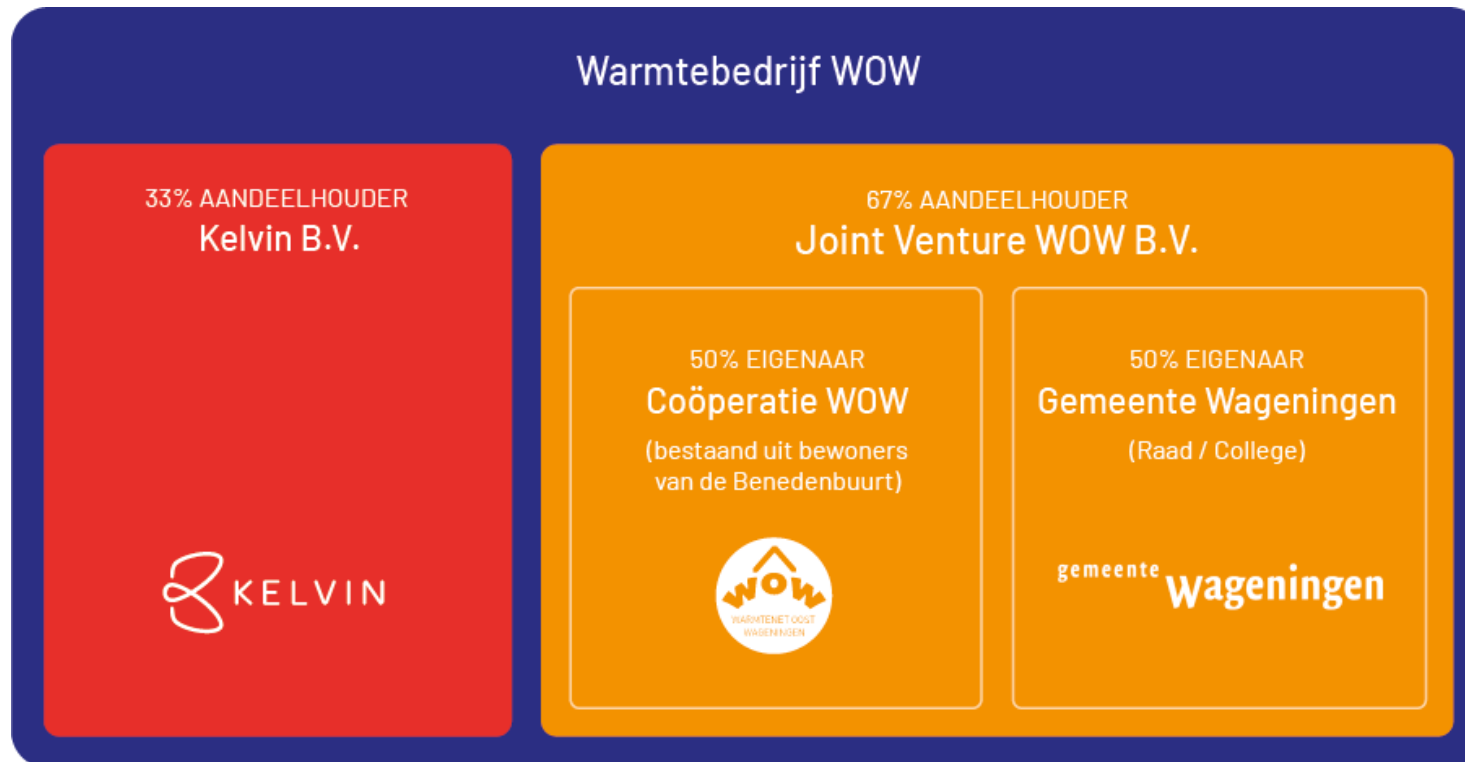 Warmtebedrijf WOW
33% AANDEELHOUDER
Kelvin B.V.
KELVIN
67% AANDEELHOUDER
Joint Venture WOW B.V.
50% EIGENAAR
Coöperatie WOW
(bestaand uit bewoners
van de Benedenbuurt)
WOW
WARMTENET OOST
WAGENINGEN
50% EIGENAAR
Gemeente Wageningen
(Raad / College)
gemeente wageningen